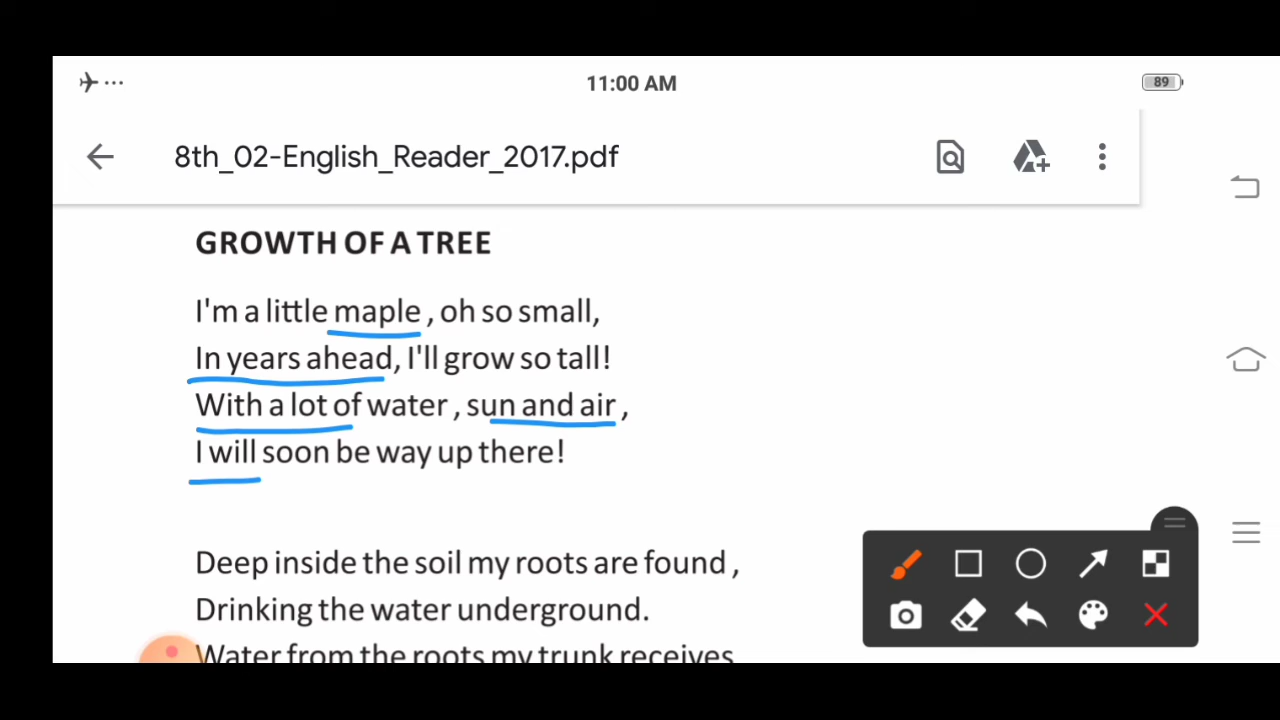 11:00 AM
89
8th_02-English_Reader_2017.pdf
GROWTH OF A TREE
I'm a little maple , oh so small,
In years ahead, I'll grow so tall!
With a lot of water , sun and air ,
I will soon be way up there!
Deep inside the soil my roots are found ,
Drinking the water underground.
Water from the roots my trunk receives